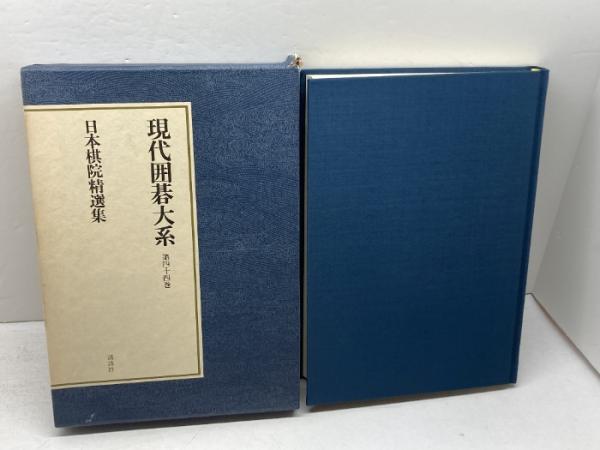 現代囲碁大系
第四十四巻
日本棋院精選集
講談社